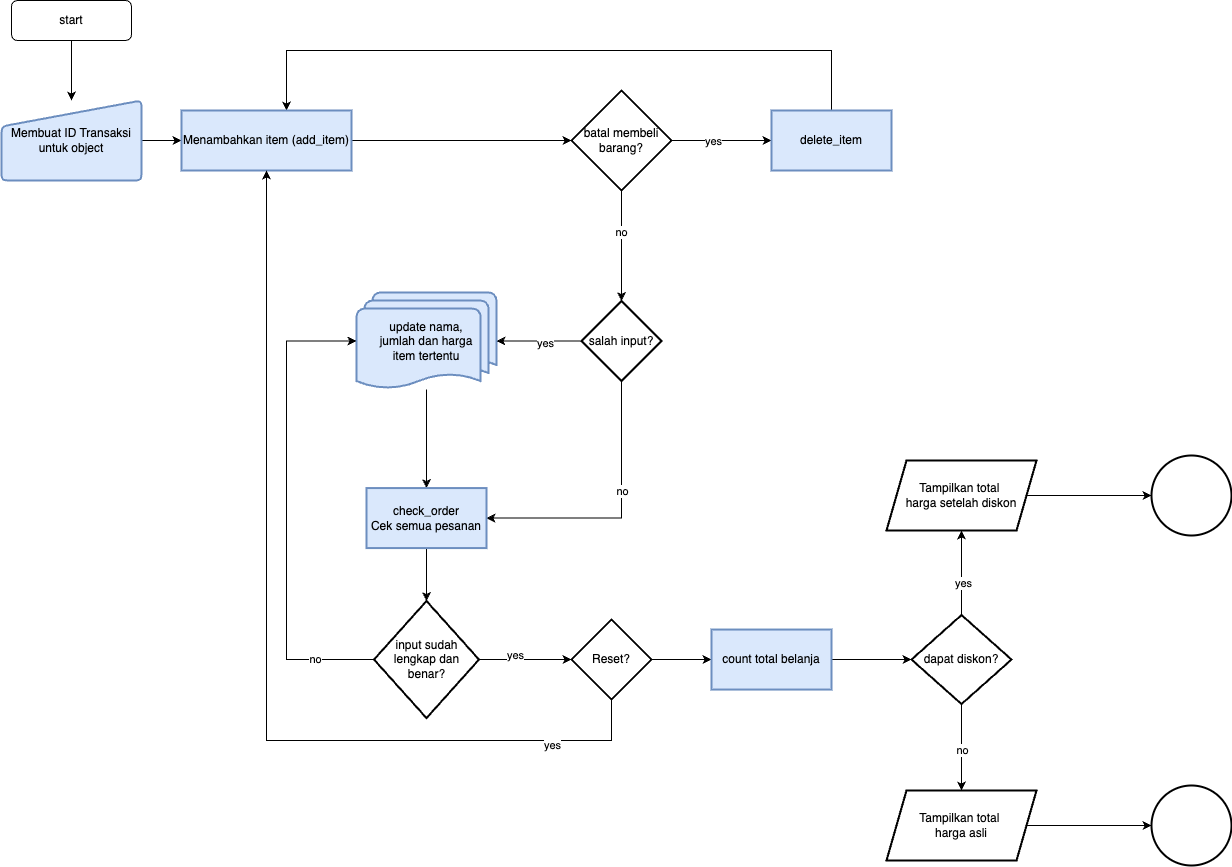 start
Membuat ID Transaksi
untuk object
Menambahkan item (add_item)
batal membeli
barang?
yes
delete_item
no
update nama,
jumlah dan harga
item tertentu
yes
salah input?
no
check_order
Cek semua pesanan
Tampilkan total
harga setelah diskon
yes
no
input sudah
lengkap dan
benar?
yes
Reset?
count total belanja
dapat diskon?
yes
no
Tampilkan total
harga asli